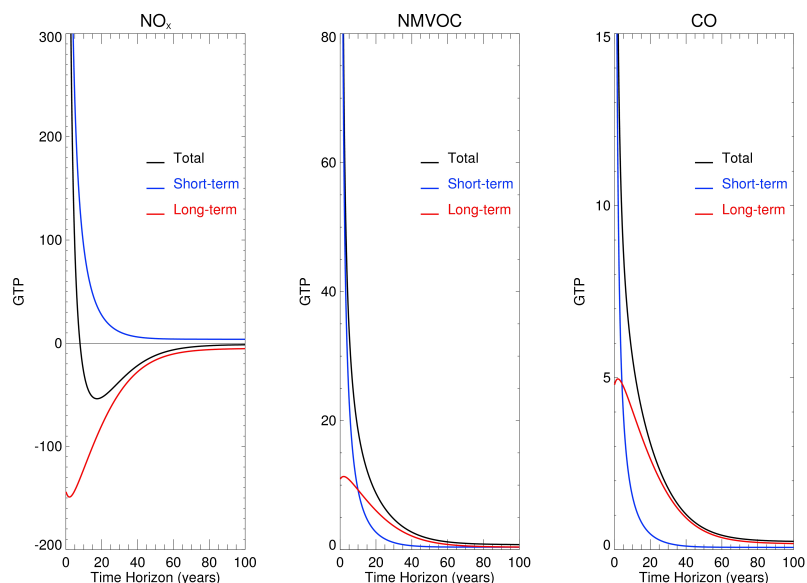 NOₓ
300
200
100
0
-100
-200
GTP
Total
Short-term
Long-term
0 20 40 60 80 100
Time Horizon (years)
NMVOC
80
60
40
20
0
GTP
Total
Short-term
Long-term
0 20 40 60 80 100
Time Horizon (years)
CO
15
10
5
0
GTP
Total
Short-term
Long-term
0 20 40 60 80 100
Time Horizon (years)